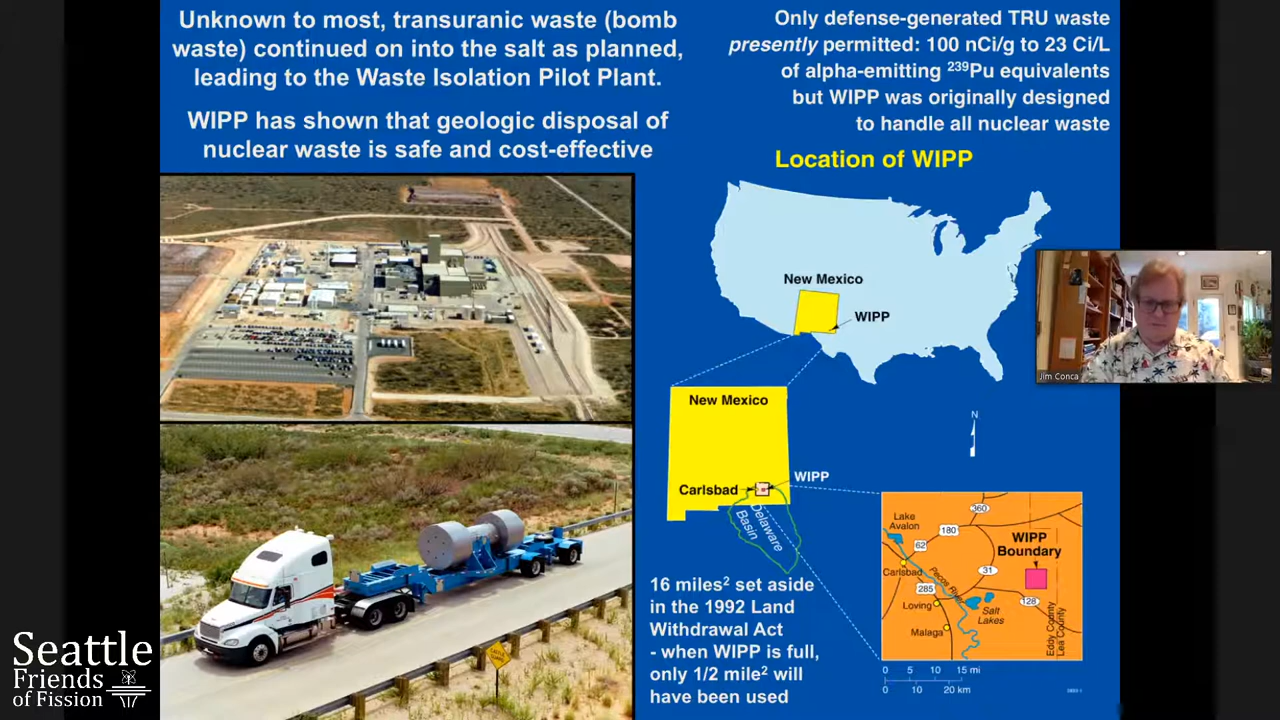 Unknown to most, transuranic waste (bomb
waste) continued on into the salt as planned,
leading to the Waste Isolation Pilot Plant.
WIPP has shown that geologic disposal of
nuclear waste is safe and cost-effective
Only defense-generated TRU waste
presently permitted: 100 nCi/g to 23 Ci/L
of alpha-emitting ²³⁹Pu equivalents
but WIPP was originally designed
to handle all nuclear waste
Location of WIPP
New Mexico
WIPP
Jim Conca
New Mexico
N
WIPP
Carlsbad
Delaware
Basin
16 miles² set aside
in the 1992 Land
Withdrawal Act
- when WIPP is full,
only 1/2 mile² will
have been used
Lake
Avalon
360
180
62
WIPP
Boundary
Carlsbad
31
Pecos River
285
128
Loving
Salt
Lakes
Malaga
Eddy County
Lea County
0 5 10 15 mi
0 10 20 km
Seattle
Friends
of Fission